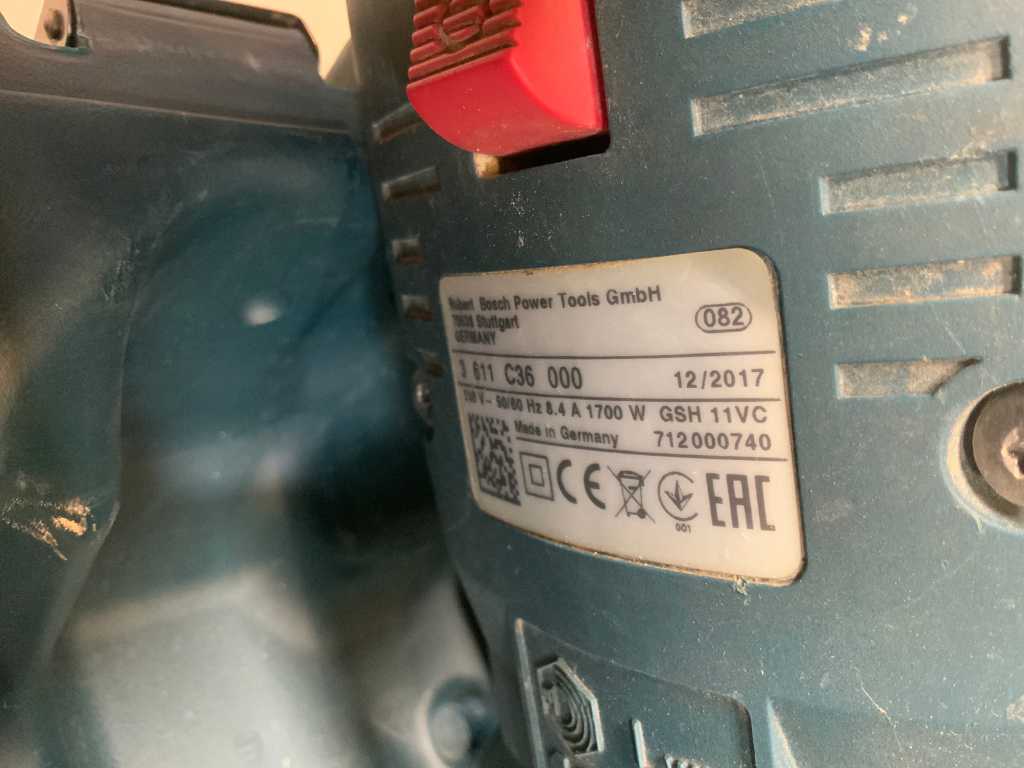 Robert Bosch Power Tools GmbH
70538 Stuttgart
GERMANY
082
3 611 C36 000
12/2017
V~ 50/60 Hz 8.4 A 1700 W GSH 11VC
Made in Germany 712000740
CE
001
EAC